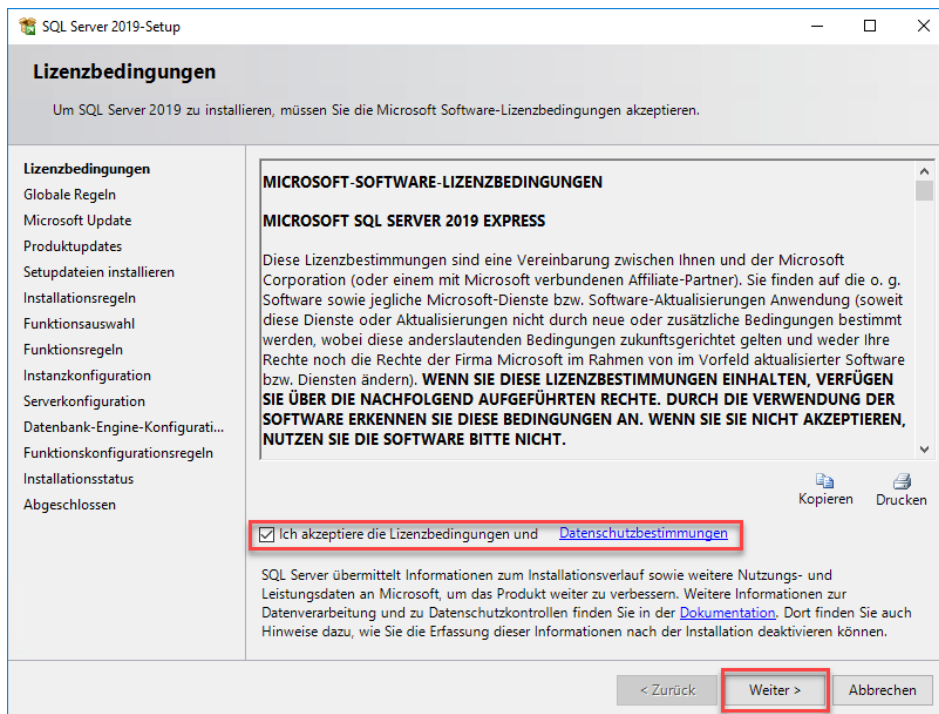 SQL Server 2019-Setup
Lizenzbedingungen
Um SQL Server 2019 zu installieren, müssen Sie die Microsoft Software-Lizenzbedingungen akzeptieren.
Lizenzbedingungen
Globale Regeln
Microsoft Update
Produktupdates
Setupdateien installieren
Installationsregeln
Funktionsauswahl
Funktionsregeln
Instanzkonfiguration
Serverkonfiguration
Datenbank-Engine-Konfigurati...
Funktionskonfigurationsregeln
Installationsstatus
Abgeschlossen
MICROSOFT-SOFTWARE-LIZENZBEDINGUNGEN
MICROSOFT SQL SERVER 2019 EXPRESS
Diese Lizenzbestimmungen sind eine Vereinbarung zwischen Ihnen und der Microsoft
Corporation (oder einem mit Microsoft verbundenen Affiliate-Partner). Sie finden auf die o. g.
Software sowie jegliche Microsoft-Dienste bzw. Software-Aktualisierungen Anwendung (soweit
diese Dienste oder Aktualisierungen nicht durch neue oder zusätzliche Bedingungen bestimmt
werden, wobei diese anderslautenden Bedingungen zukunftsgerichtet gelten und weder Ihre
Rechte noch die Rechte der Firma Microsoft im Rahmen von im Vorfeld aktualisierter Software
bzw. Diensten ändern). WENN SIE DIESE LIZENZBESTIMMUNGEN EINHALTEN, VERFÜGEN
SIE ÜBER DIE NACHFOLGEND AUFGEFÜHRTEN RECHTE. DURCH DIE VERWENDUNG DER
SOFTWARE ERKENNEN SIE DIESE BEDINGUNGEN AN. WENN SIE SIE NICHT AKZEPTIEREN,
NUTZEN SIE DIE SOFTWARE BITTE NICHT.
Kopieren Drucken
Ich akzeptiere die Lizenzbedingungen und Datenschutzbestimmungen
SQL Server übermittelt Informationen zum Installationsverlauf sowie weitere Nutzungs- und
Leistungsdaten an Microsoft, um das Produkt weiter zu verbessern. Weitere Informationen zur
Datenverarbeitung und zu Datenschutzkontrollen finden Sie in der Dokumentation. Dort finden Sie auch
Hinweise dazu, wie Sie die Erfassung dieser Informationen nach der Installation deaktivieren können.
< Zurück Weiter > Abbrechen